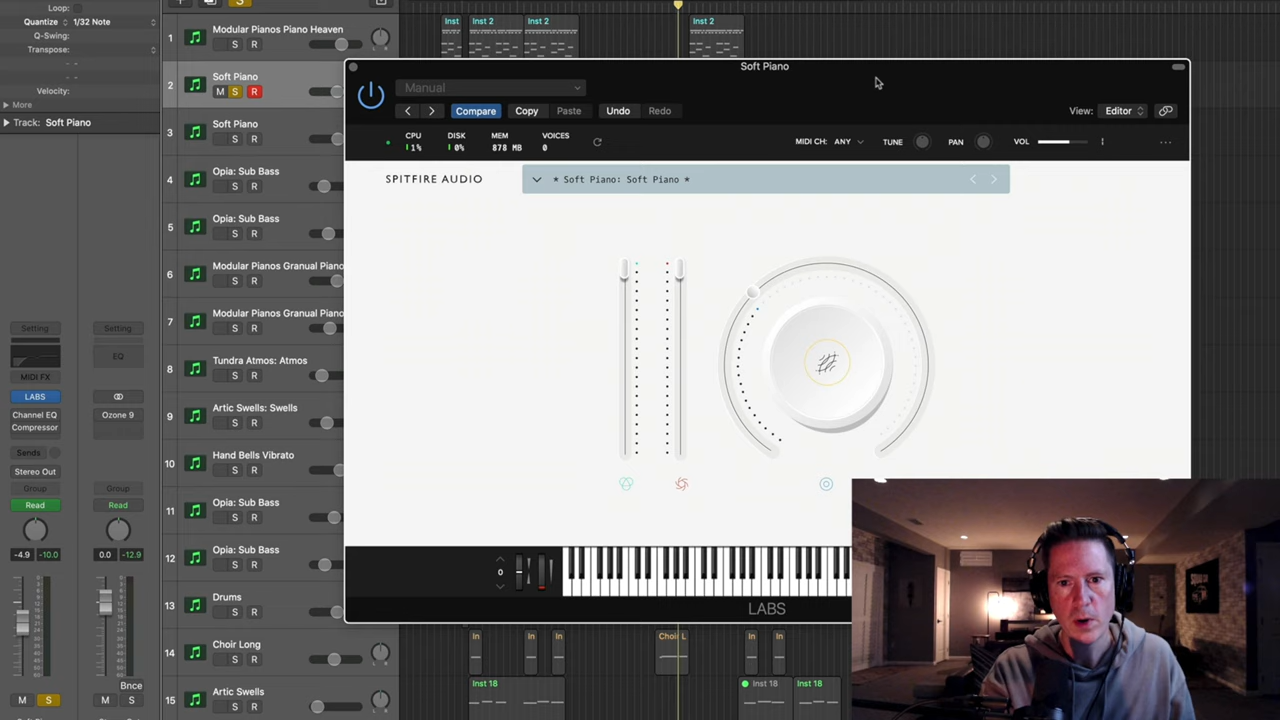 Loop:
Quantize 1/32 Note
Q-Swing:
Transpose:
Velocity:
More
Track: Soft Piano
Setting
Setting
EQ
MIDI FX
LABS
Channel EQ
Compressor
Ozone 9
Sends
Stereo Out
Group
Group
Read
Read
-4.9 -10.0
0.0 -12.9
Bnce
M S
M S
1 Modular Pianos Piano Heaven
S R
2 Soft Piano
M S R
3 Soft Piano
S R
4 Opia: Sub Bass
S R
5 Opia: Sub Bass
S R
6 Modular Pianos Granual Piano
S R
7 Modular Pianos Granual Piano
S R
8 Tundra Atmos: Atmos
S R
9 Artic Swells: Swells
S R
10 Hand Bells Vibrato
S R
11 Opia: Sub Bass
S R
12 Opia: Sub Bass
S R
13 Drums
S R
14 Choir Long
S R
15 Artic Swells
S R
Inst Inst 2 Inst 2 Inst 2
Soft Piano
Manual
Compare Copy Paste Undo Redo
View: Editor
CPU
1%
DISK
0%
MEM
878 MB
VOICES
0
MIDI CH: ANY TUNE PAN VOL
SPITFIRE AUDIO
* Soft Piano: Soft Piano *
0
LABS
In In In Choir L In In
Inst 18 Inst 18 Inst 18